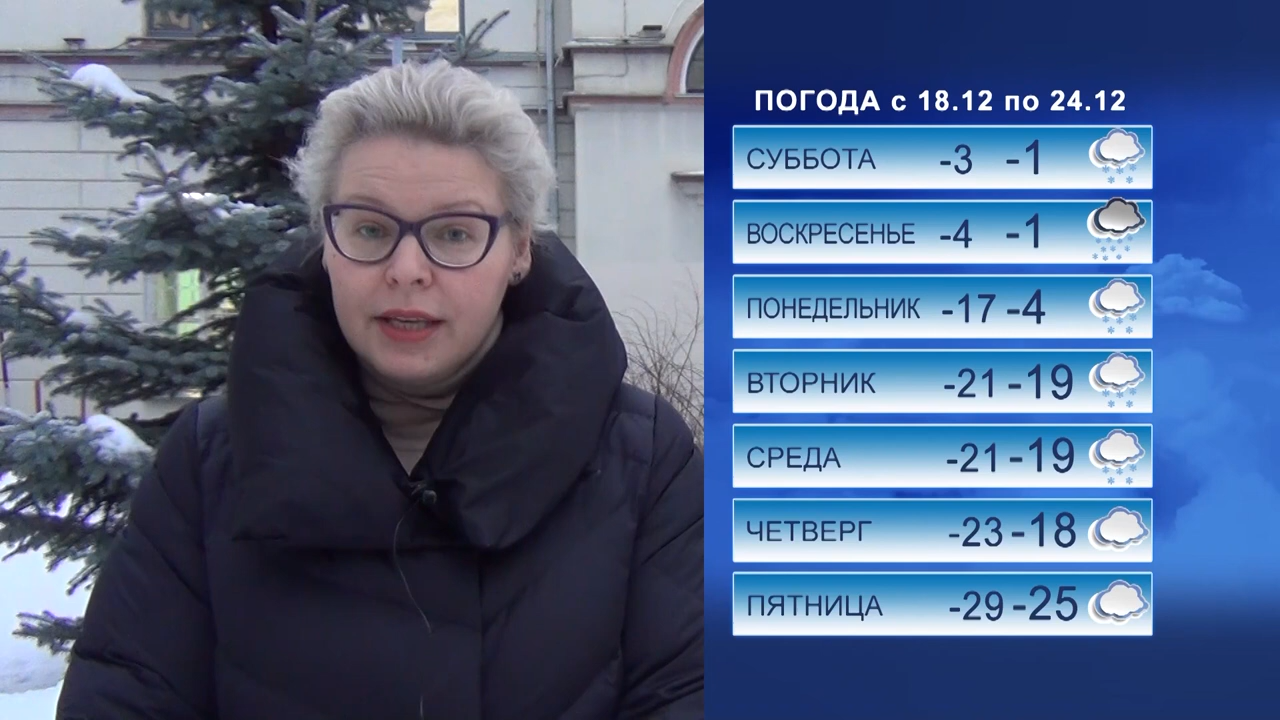 ПОГОДА с 18.12 по 24.12
СУББОТА -3 -1
ВОСКРЕСЕНЬЕ -4 -1
ПОНЕДЕЛЬНИК -17 -4
ВТОРНИК -21 -19
СРЕДА -21 -19
ЧЕТВЕРГ -23 -18
ПЯТНИЦА -29 -25